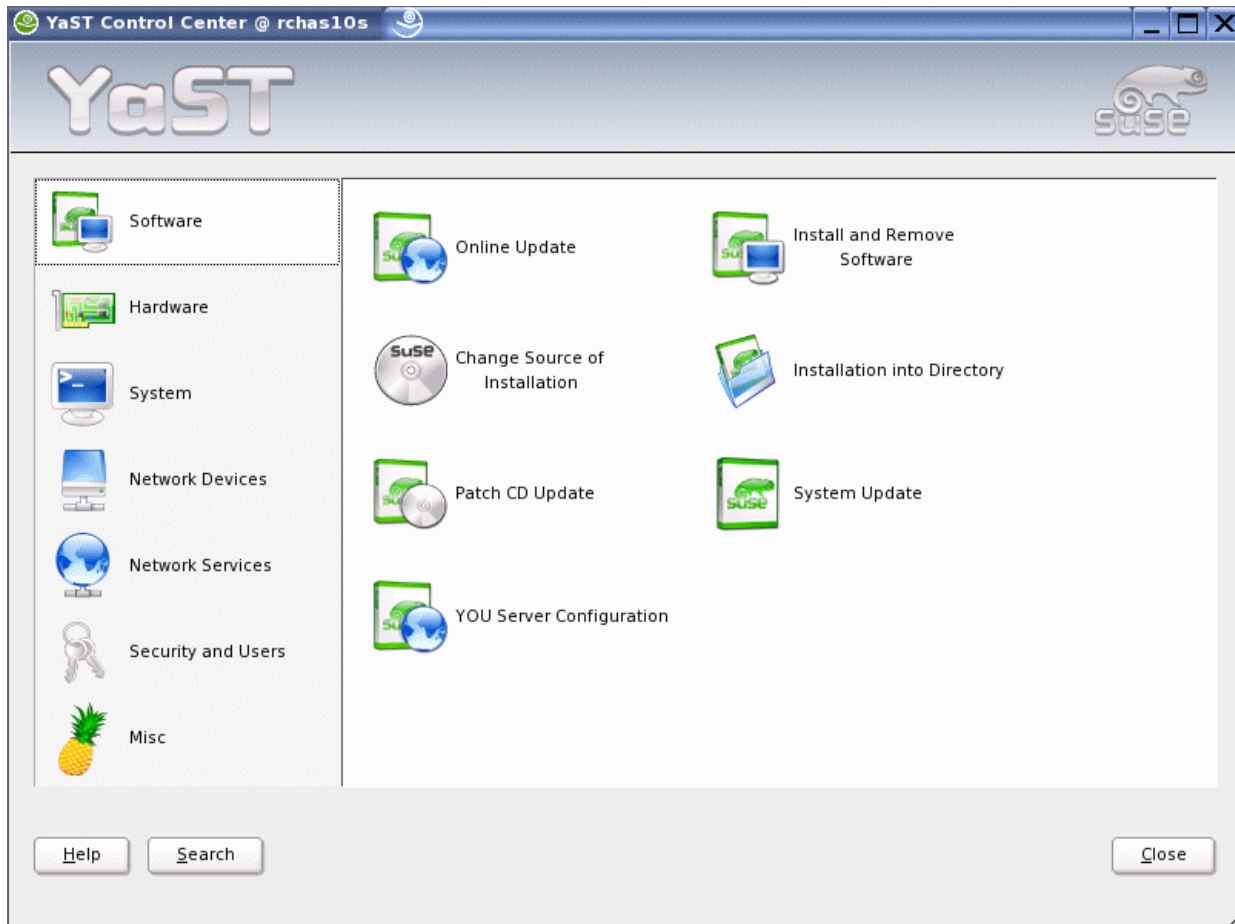 YaST Control Center @ rchas10s
YaST
suse
Software
Hardware
System
Network Devices
Network Services
Security and Users
Misc
Online Update
Install and Remove
Software
suse
Change Source of
Installation
Installation into Directory
Patch CD Update
suse
System Update
YOU Server Configuration
Help
Search
Close